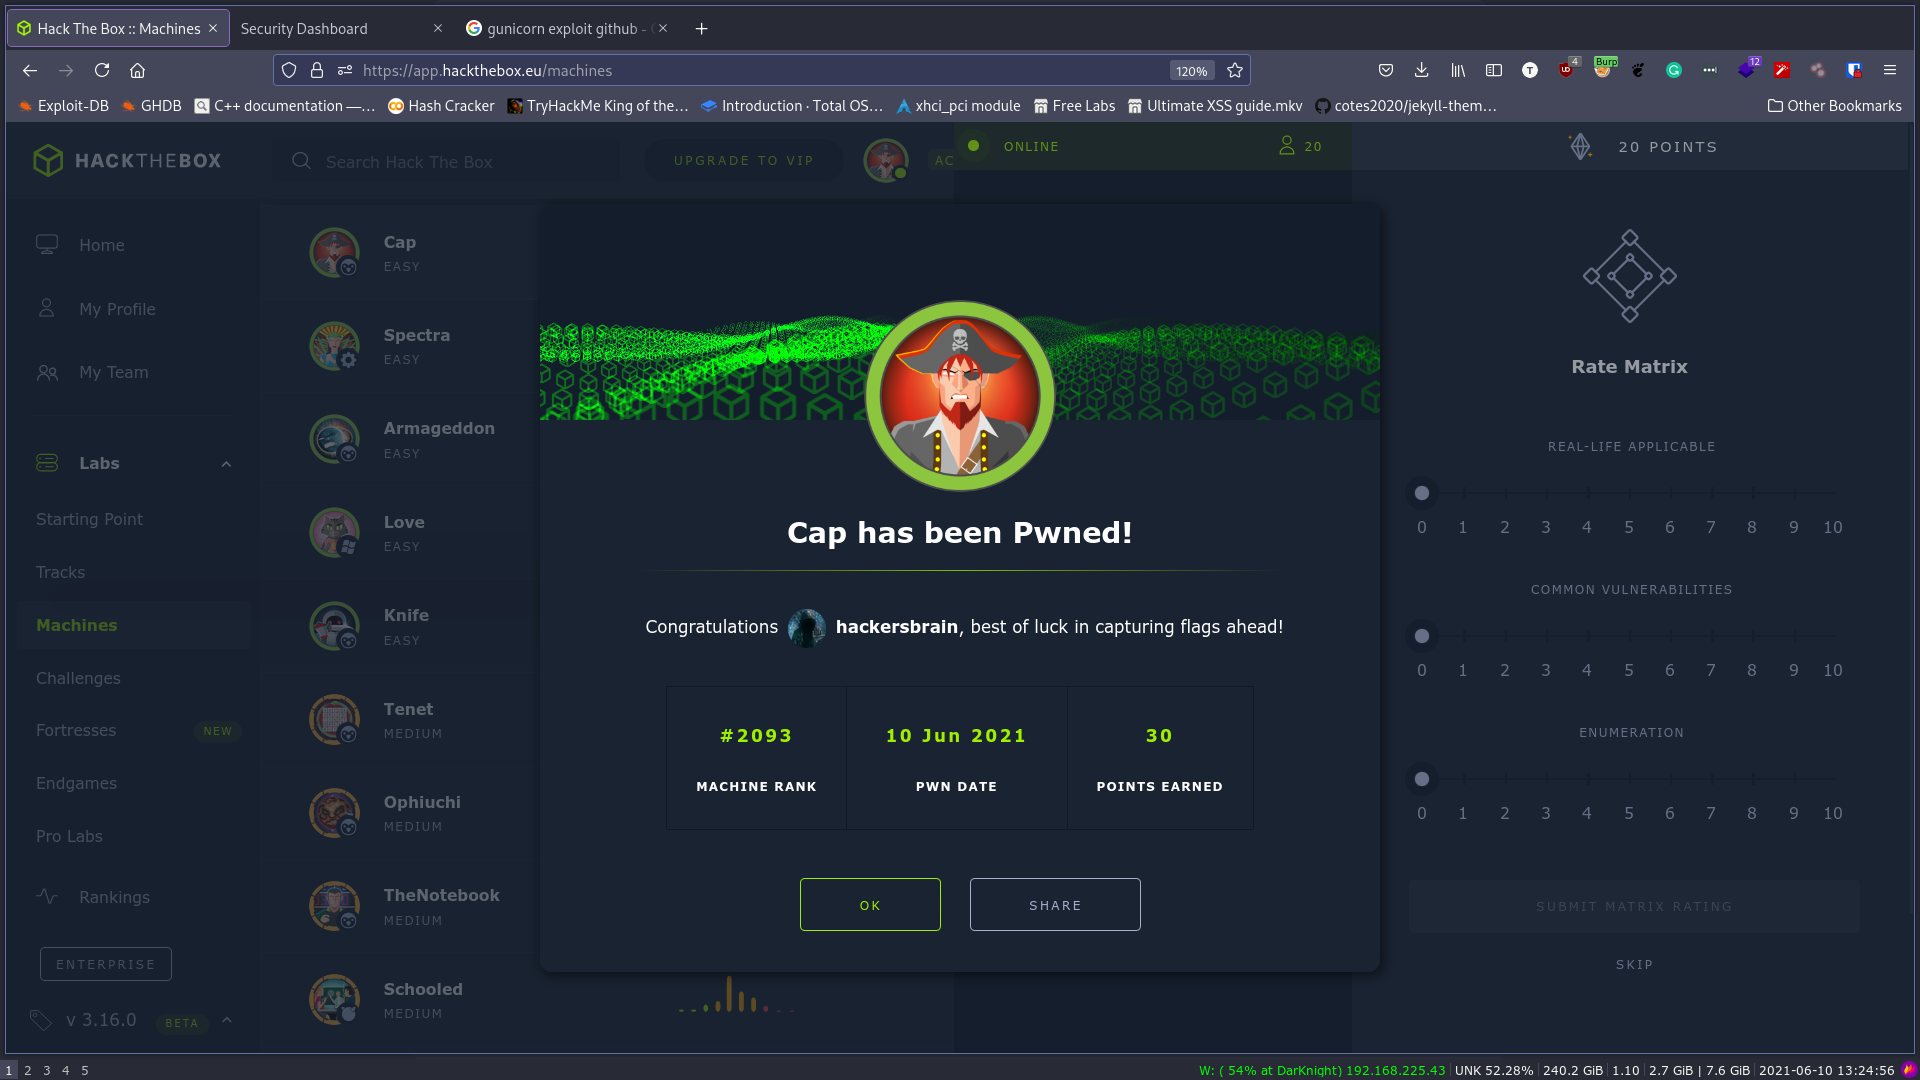 Hack The Box :: Machines
Security Dashboard
gunicorn exploit github -
https://app.hackthebox.eu/machines
120%
4
Burp
12
Exploit-DB
GHDB
C++ documentation —…
Hash Cracker
TryHackMe King of the…
Introduction · Total OS…
xhci_pci module
Free Labs
Ultimate XSS guide.mkv
cotes2020/jekyll-them…
Other Bookmarks
HACKTHEBOX
Search Hack The Box
UPGRADE TO VIP
AC
ONLINE
20
20 POINTS
Home
My Profile
My Team
Labs
Starting Point
Tracks
Machines
Challenges
Fortresses
NEW
Endgames
Pro Labs
Rankings
ENTERPRISE
v 3.16.0
BETA
Cap
EASY
Spectra
EASY
Armageddon
EASY
Love
EASY
Knife
EASY
Tenet
MEDIUM
Ophiuchi
MEDIUM
TheNotebook
MEDIUM
Schooled
MEDIUM
Cap has been Pwned!
Congratulations hackersbrain, best of luck in capturing flags ahead!
#2093
MACHINE RANK
10 Jun 2021
PWN DATE
30
POINTS EARNED
OK
SHARE
Rate Matrix
REAL-LIFE APPLICABLE
0 1 2 3 4 5 6 7 8 9 10
COMMON VULNERABILITIES
0 1 2 3 4 5 6 7 8 9 10
ENUMERATION
0 1 2 3 4 5 6 7 8 9 10
SUBMIT MATRIX RATING
SKIP
1 2 3 4 5
W: ( 54% at DarKnight) 192.168.225.43 | UNK 52.28% | 240.2 GiB | 1.10 | 2.7 GiB | 7.6 GiB | 2021-06-10 13:24:56